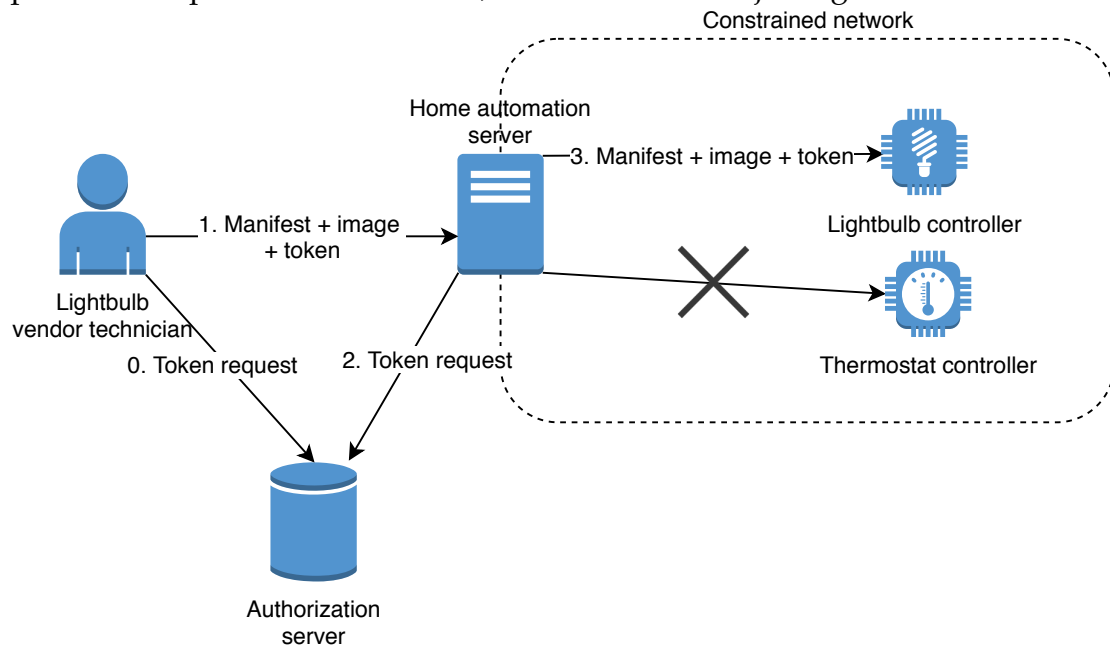 Constrained network
Home automation
server
3. Manifest + image + token
1. Manifest + image
+ token
Lightbulb controller
Lightbulb
vendor technician
0. Token request
2. Token request
Thermostat controller
Authorization
server